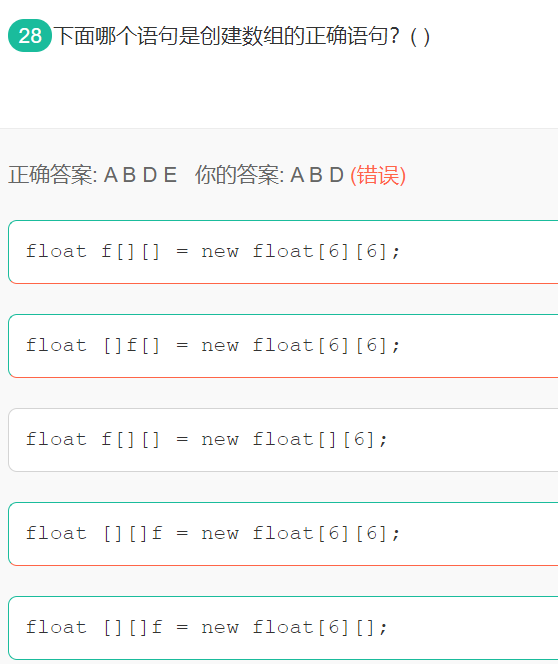 28 下面哪个语句是创建数组的正确语句？( )
正确答案: A B D E 你的答案: A B D (错误)
float f[][] = new float[6][6];
float []f[] = new float[6][6];
float f[][] = new float[][6];
float [][]f = new float[6][6];
float [][]f = new float[6][];